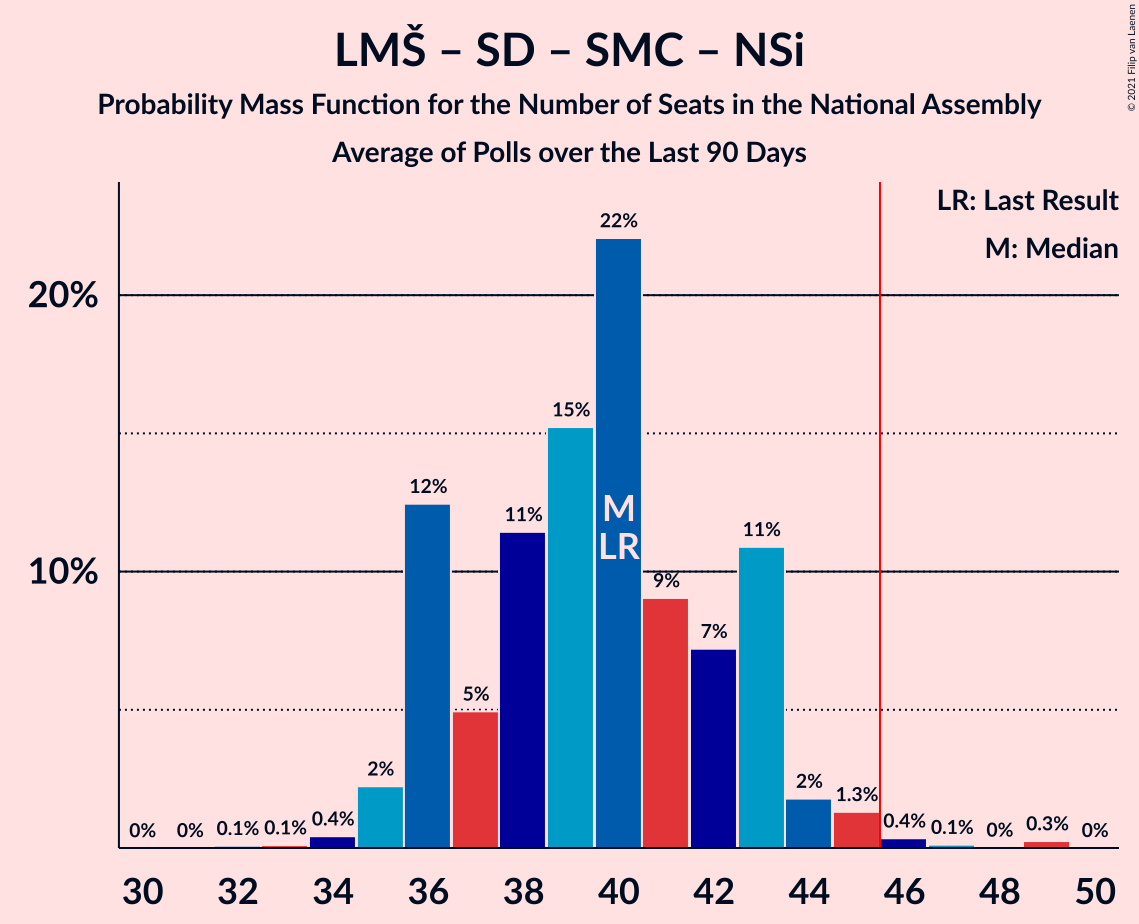 LMŠ – SD – SMC – NSi
Probability Mass Function for the Number of Seats in the National Assembly
Average of Polls over the Last 90 Days
© 2021 Filip van Laenen
LR: Last Result
M: Median
20%
10%
0%
0%
0.1%
0.1%
0.4%
2%
12%
5%
11%
15%
22%
9%
7%
11%
2%
1.3%
0.4%
0.1%
0%
0.3%
0%
M
LR
30 32 34 36 38 40 42 44 46 48 50